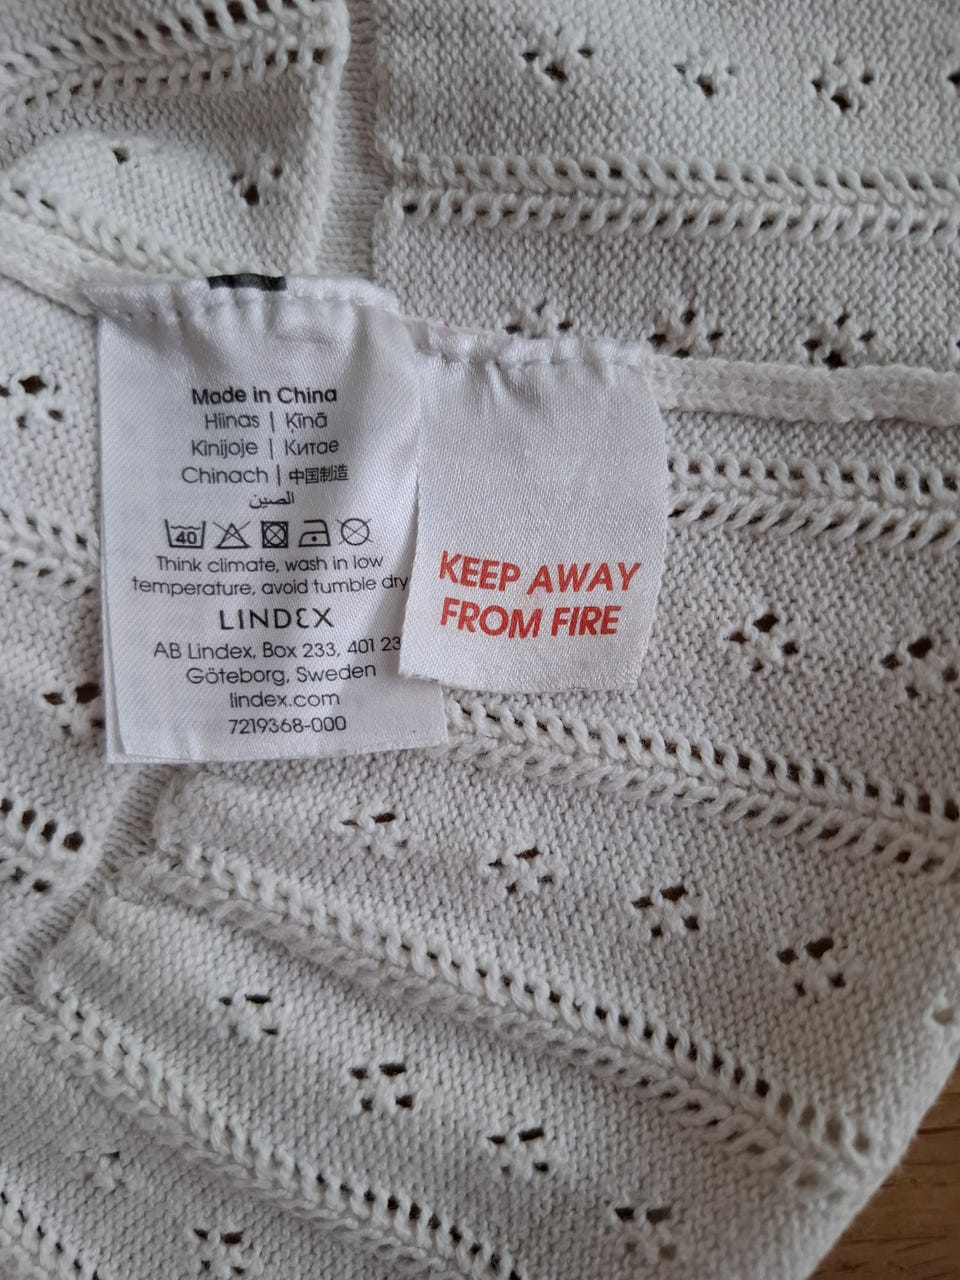 Made in China
Hiinas | Ķīnā
Kinijoje | Китае
Chinach | 中国制造
الصين
40
Think climate, wash in low
temperature, avoid tumble dry
LINDEX
AB Lindex, Box 233, 401 23
Göteborg, Sweden
lindex.com
7219368-000
KEEP AWAY
FROM FIRE